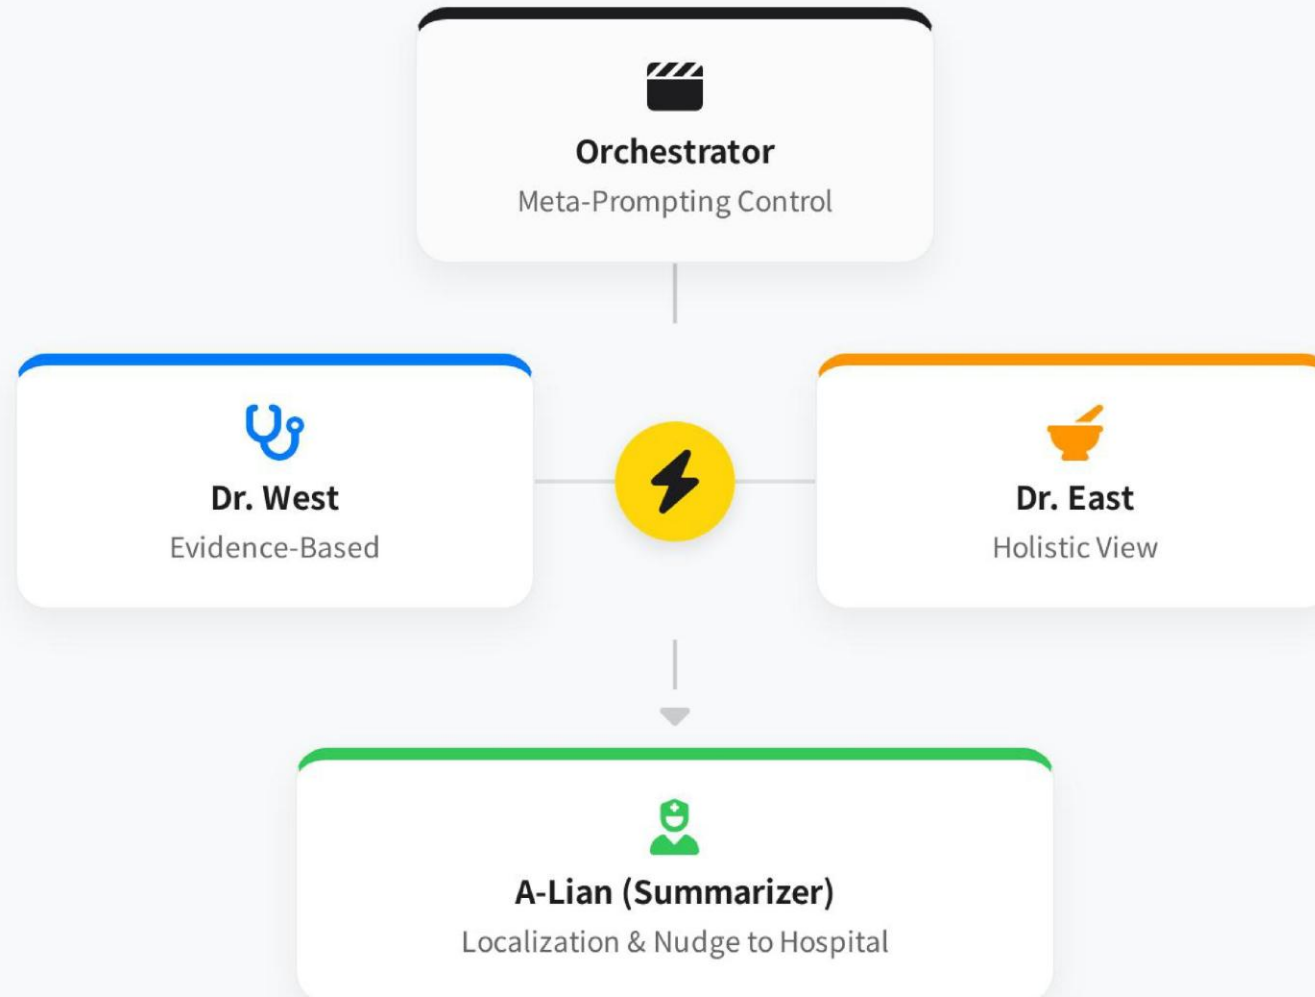 Orchestrator
Meta-Prompting Control
Dr. West
Evidence-Based
Dr. East
Holistic View
A-Lian (Summarizer)
Localization & Nudge to Hospital